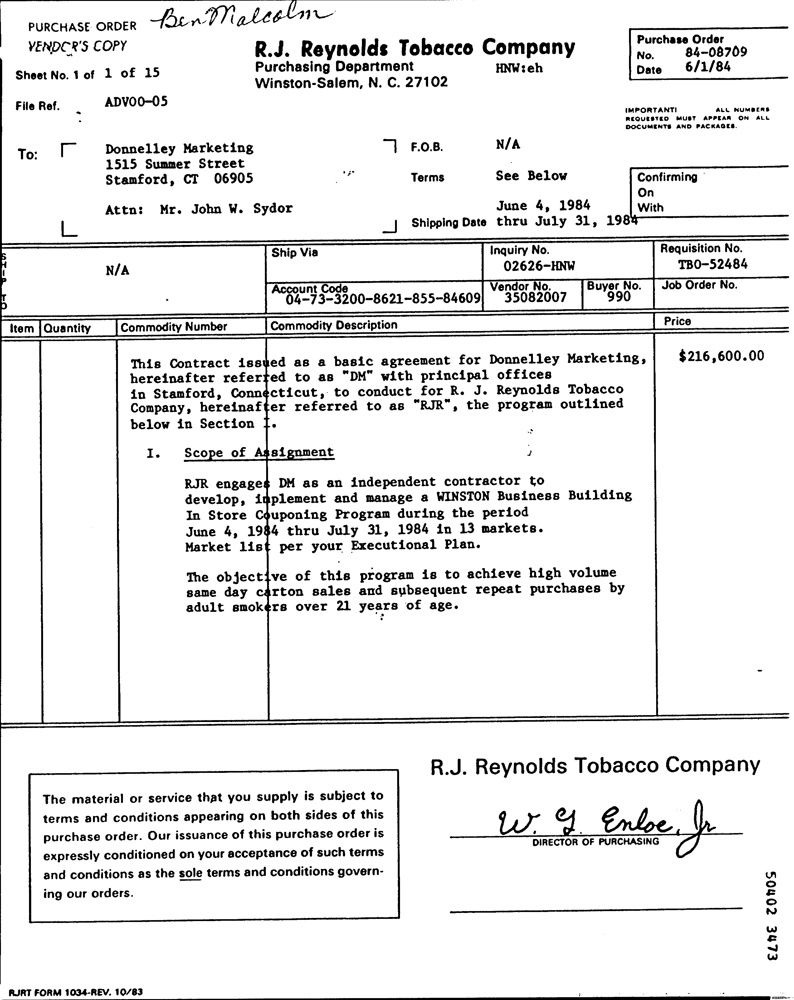 Ben Malcolm
PURCHASE ORDER
VENDOR'S COPY
Sheet No. 1 of 1 of 15
File Ref. ADV00-05
R.J. Reynolds Tobacco Company
Purchasing Department HNW:eh
Winston-Salem, N. C. 27102
Purchase Order
No. 84-08709
Date 6/1/84
IMPORTANT! ALL NUMBERS
REQUESTED MUST APPEAR ON ALL
DOCUMENTS AND PACKAGES.
To: Donnelley Marketing
1515 Summer Street
Stamford, CT 06905
Attn: Mr. John W. Sydor
F.O.B. N/A
Terms See Below
June 4, 1984
Shipping Date thru July 31, 1984
Confirming
On
With
SHIP TO
N/A
Ship Via
Inquiry No.
02626-HNW
Requisition No.
TBO-52484
Account Code
04-73-3200-8621-855-84609
Vendor No.
35082007
Buyer No.
990
Job Order No.
Item Quantity Commodity Number Commodity Description Price
This Contract issued as a basic agreement for Donnelley Marketing, $216,600.00
hereinafter referred to as "DM" with principal offices
in Stamford, Connecticut, to conduct for R. J. Reynolds Tobacco
Company, hereinafter referred to as "RJR", the program outlined
below in Section I.
I. Scope of Assignment
RJR engages DM as an independent contractor to
develop, implement and manage a WINSTON Business Building
In Store Couponing Program during the period
June 4, 1984 thru July 31, 1984 in 13 markets.
Market list per your Executional Plan.
The objective of this program is to achieve high volume
same day carton sales and subsequent repeat purchases by
adult smokers over 21 years of age.
The material or service that you supply is subject to
terms and conditions appearing on both sides of this
purchase order. Our issuance of this purchase order is
expressly conditioned on your acceptance of such terms
and conditions as the sole terms and conditions govern-
ing our orders.
R.J. Reynolds Tobacco Company
W. G. Enloe, Jr
DIRECTOR OF PURCHASING
50402 3473
RJRT FORM 1034-REV. 10/83